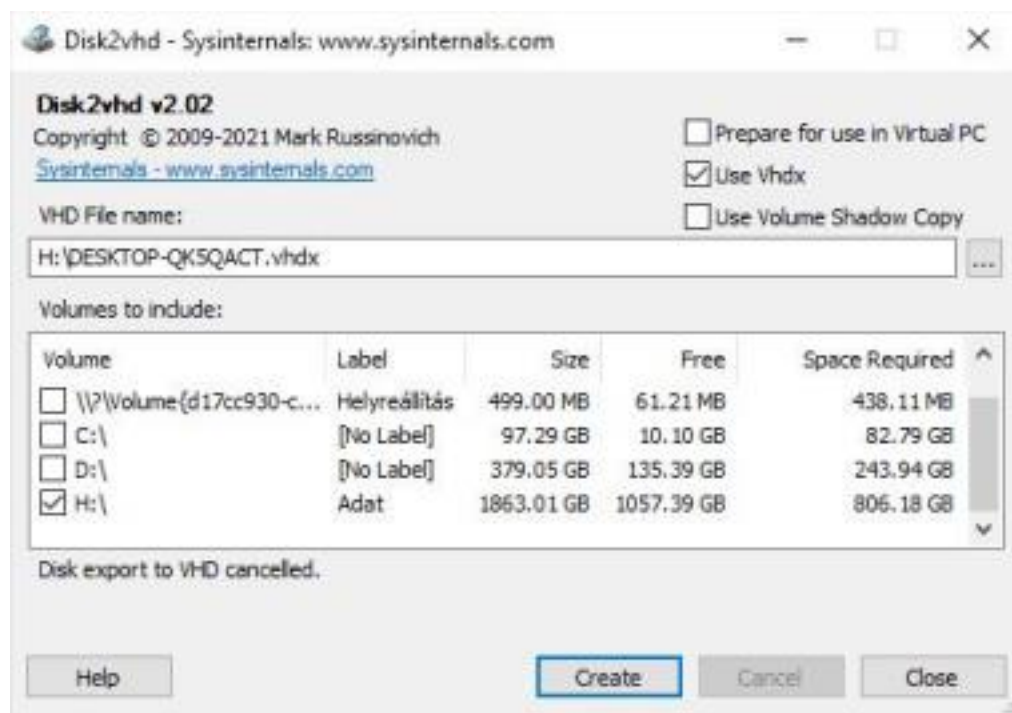 Disk2vhd - Sysinternals: www.sysinternals.com
Disk2vhd v2.02
Copyright © 2009-2021 Mark Russinovich
Sysinternals - www.sysinternals.com
Prepare for use in Virtual PC
Use Vhdx
Use Volume Shadow Copy
VHD File name:
H:\DESKTOP-QK5QACT.vhdx
...
Volumes to include:
Volume Label Size Free Space Required
\\?\Volume{d17cc930-c... Helyreállítás 499.00 MB 61.21 MB 438.11 MB
C:\ [No Label] 97.29 GB 10.10 GB 82.79 GB
D:\ [No Label] 379.05 GB 135.39 GB 243.94 GB
H:\ Adat 1863.01 GB 1057.39 GB 806.18 GB
Disk export to VHD cancelled.
Help Create Cancel Close